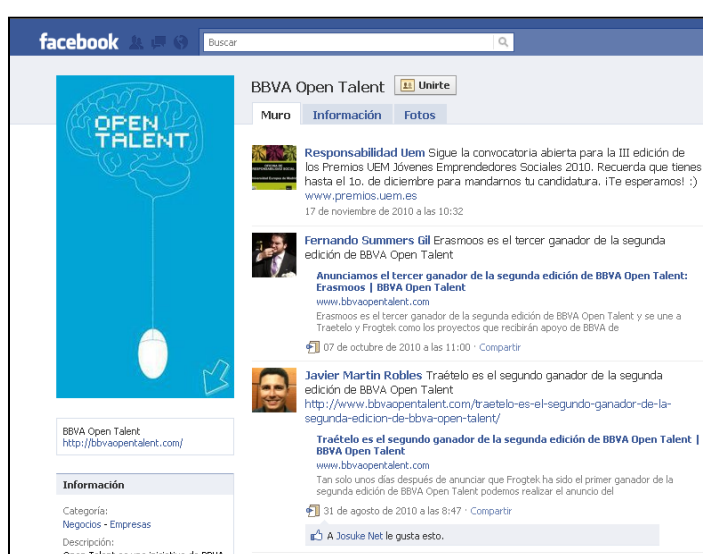 facebook
Buscar
OPEN
TALENT
BBVA Open Talent
http://bbvaopentalent.com/
Información
Categoría:
Negocios - Empresas
Descripción:
Open Talent es una iniciativa de BBVA
BBVA Open Talent Unirte
Muro Información Fotos
Responsabilidad Uem Sigue la convocatoria abierta para la III edición de
los Premios UEM Jóvenes Emprendedores Sociales 2010. Recuerda que tienes
hasta el 1o. de diciembre para mandarnos tu candidatura. ¡Te esperamos! :)
www.premios.uem.es
17 de noviembre de 2010 a las 10:32
Fernando Summers Gil Erasmoos es el tercer ganador de la segunda
edición de BBVA Open Talent
Anunciamos el tercer ganador de la segunda edición de BBVA Open Talent:
Erasmoos | BBVA Open Talent
www.bbvaopentalent.com
Erasmoos es el tercer ganador de la segunda edición de BBVA Open Talent y se une a
Traetelo y Frogtek como los proyectos que recibirán apoyo de BBVA de
07 de octubre de 2010 a las 11:00 · Compartir
Javier Martin Robles Traételo es el segundo ganador de la segunda
edición de BBVA Open Talent
http://www.bbvaopentalent.com/traetelo-es-el-segundo-ganador-de-la-
segunda-edicion-de-bbva-open-talent/
Traételo es el segundo ganador de la segunda edición de BBVA Open Talent |
BBVA Open Talent
www.bbvaopentalent.com
Tan solo unos días después de anunciar que Frogtek ha sido el primer ganador de la
segunda edición de BBVA Open Talent podemos realizar el anuncio del
31 de agosto de 2010 a las 8:47 · Compartir
A Josuke Net le gusta esto.